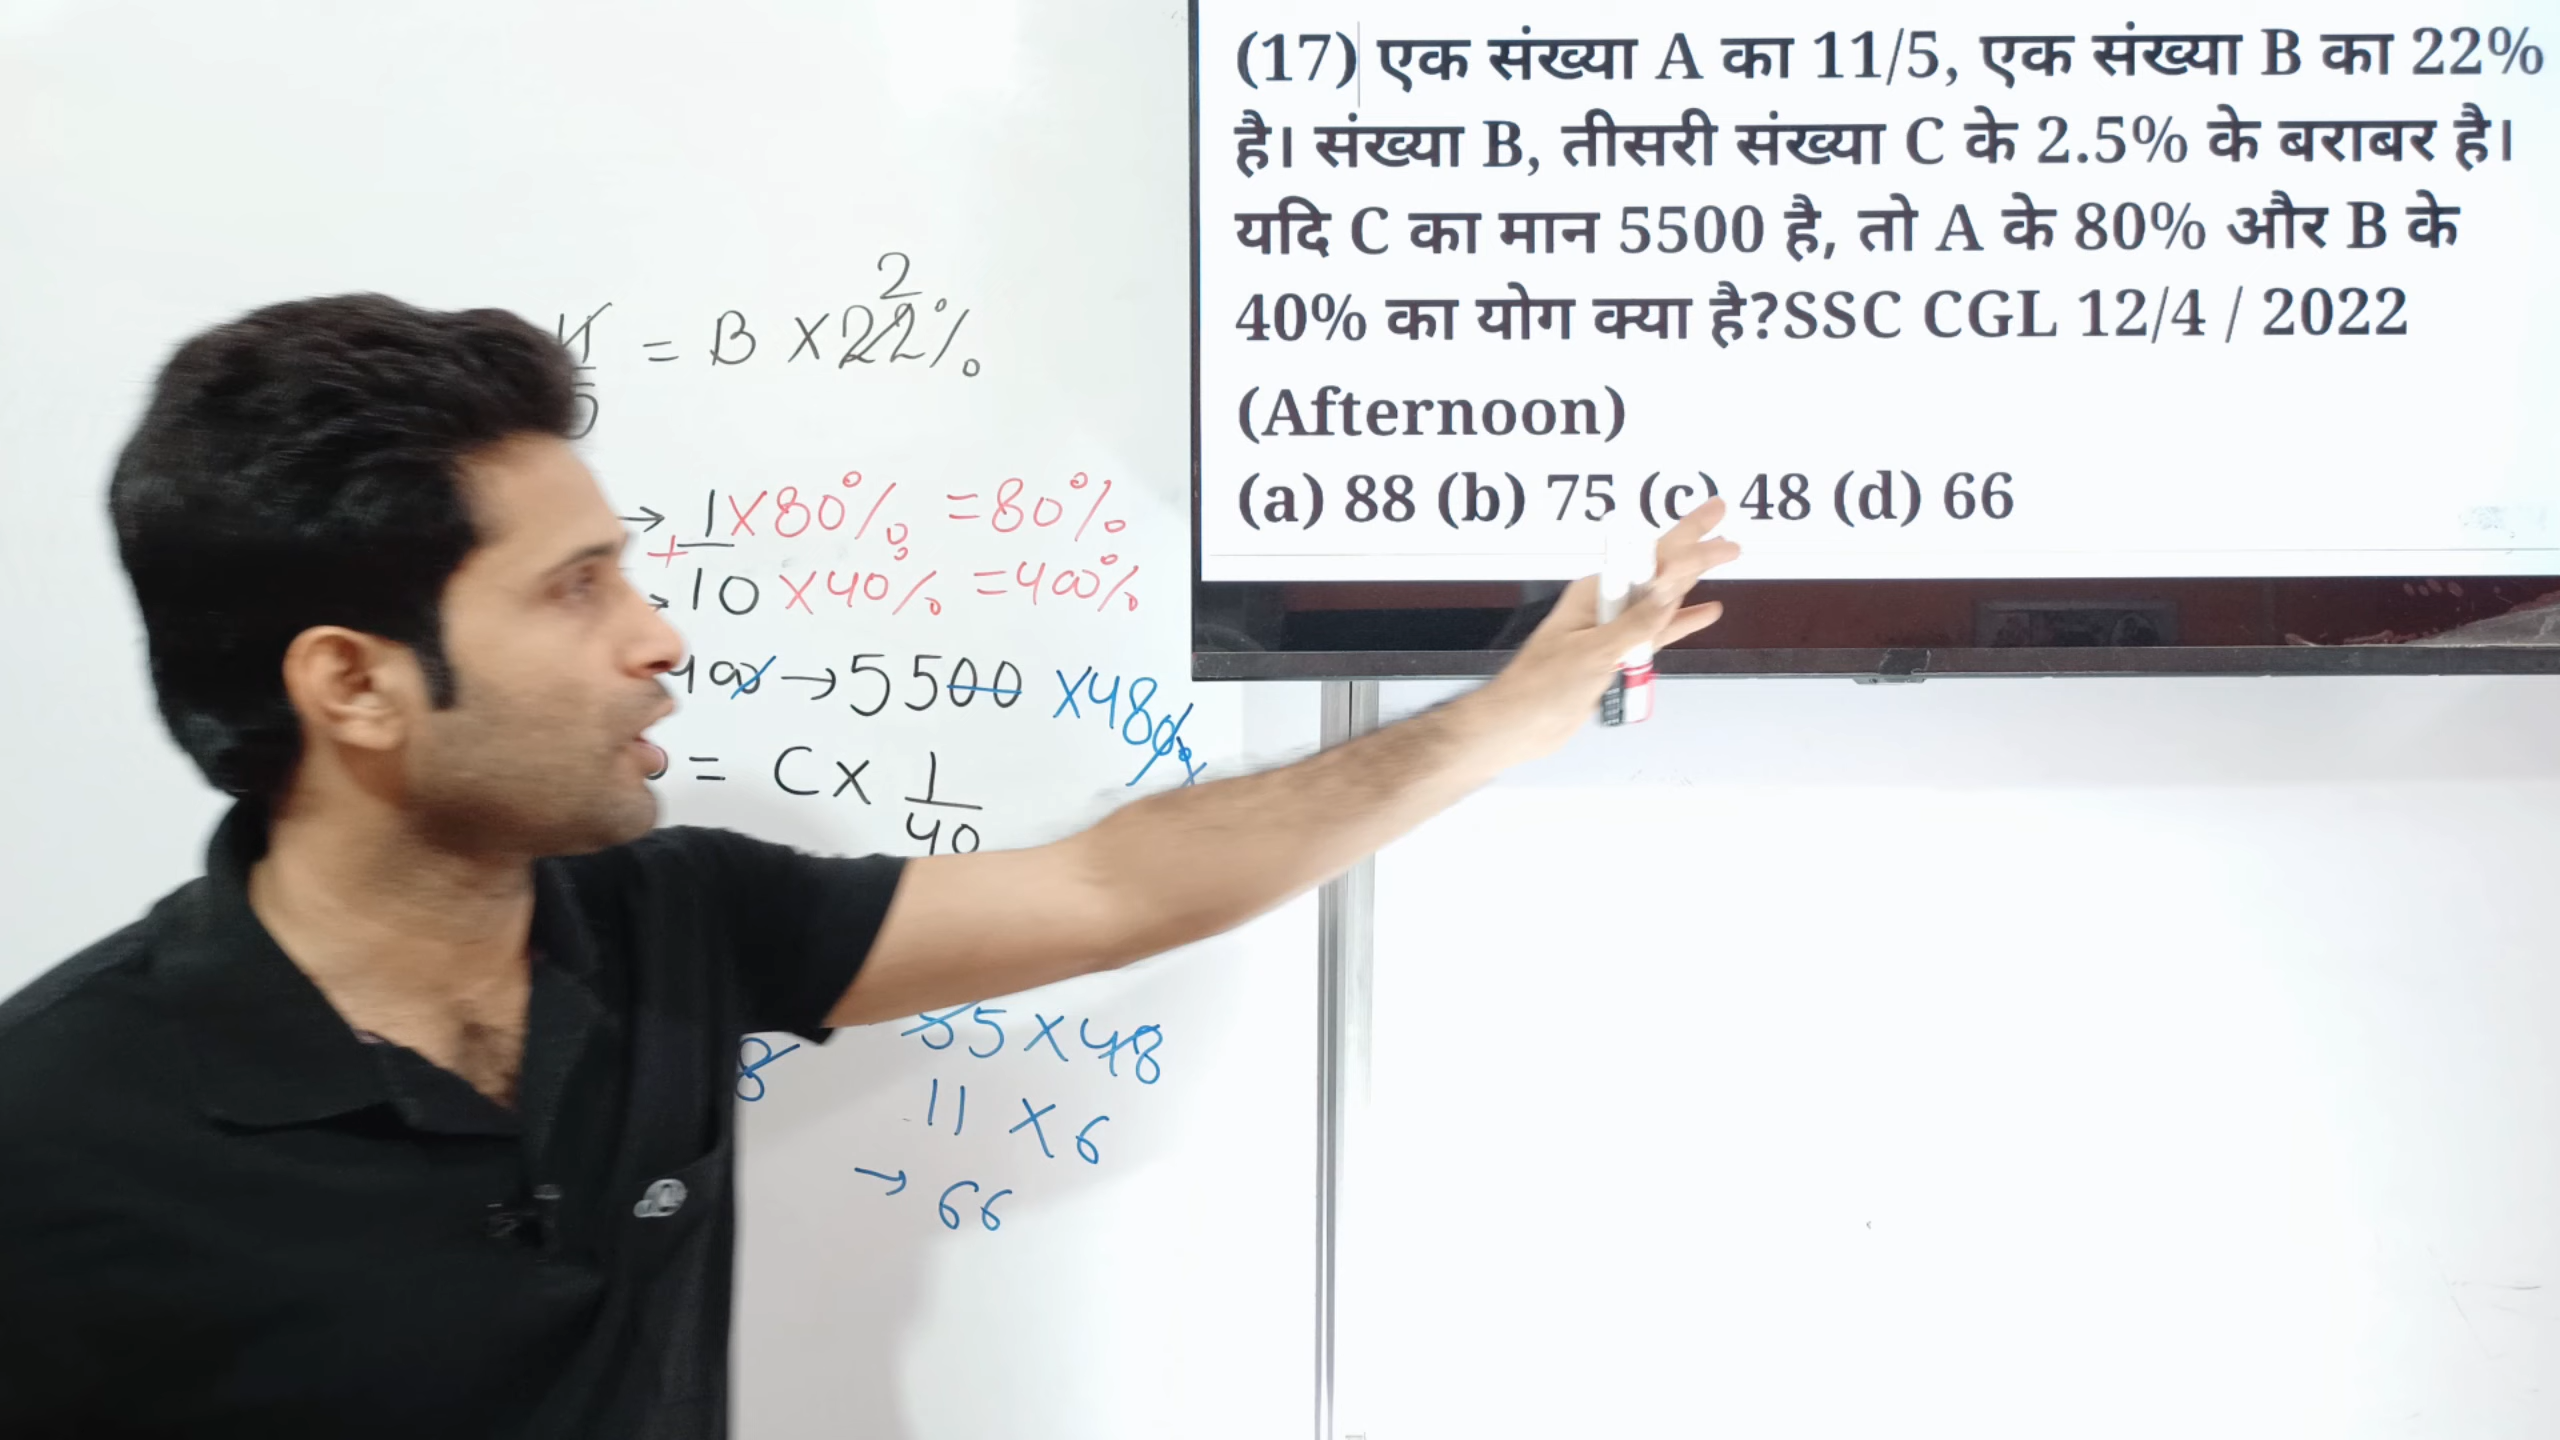 (17) एक संख्या A का 11/5, एक संख्या B का 22%
है। संख्या B, तीसरी संख्या C के 2.5% के बराबर है।
यदि C का मान 5500 है, तो A के 80% और B के
40% का योग क्या है?SSC CGL 12/4 / 2022
(Afternoon)
(a) 88 (b) 75 (c) 48 (d) 66
2
= B × 22%
→ 1 × 80% = 80%
+
→ 10 × 40% = 400%
400 → 5500 × 480%
= C × 1/40
8
55 × 48
11 × 6
→ 66